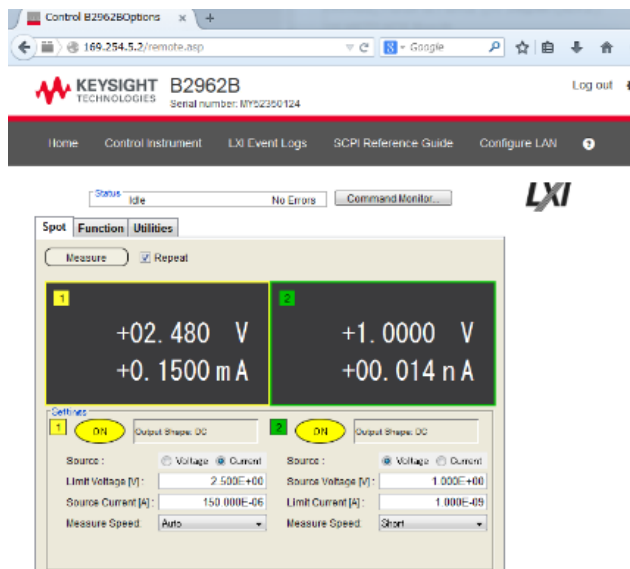 Control B2962BOptions × +
169.254.5.2/remote.asp Google
KEYSIGHT B2962B Log out
TECHNOLOGIES Serial number: MY52350124
Home Control Instrument LXI Event Logs SCPI Reference Guide Configure LAN ?
Status Idle No Errors Command Monitor... LXI
Spot Function Utilities
Measure Repeat
1 2
+02.480 V +1.0000 V
+0.1500 mA +00.014 nA
Settings
1 ON Output Shape: DC 2 ON Output Shape: DC
Source : Voltage Current Source : Voltage Current
Limit Voltage [V] : 2.500E+00 Source Voltage [V] : 1.000E+00
Source Current [A] : 150.000E-06 Limit Current [A] : 1.000E-09
Measure Speed: Auto Measure Speed: Short